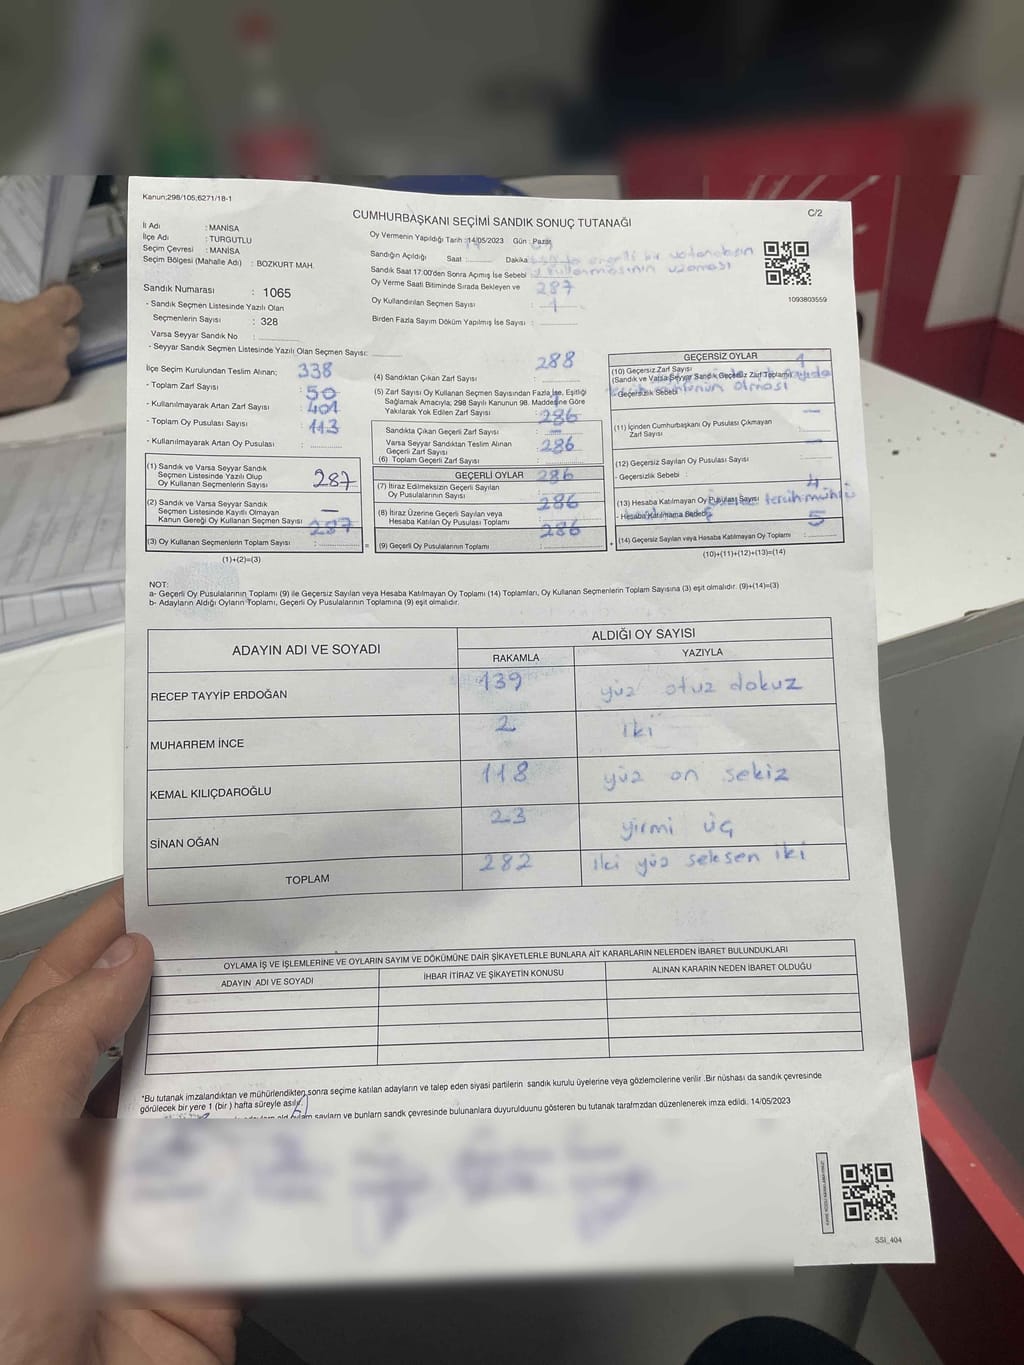 Kanun;298/105;6271/18-1
C/2
CUMHURBAŞKANI SEÇİMİ SANDIK SONUÇ TUTANAĞI
İl Adı : MANİSA
İlçe Adı : TURGUTLU
Seçim Çevresi : MANİSA
Seçim Bölgesi (Mahalle Adı) : BOZKURT MAH.
Sandık Numarası : 1065
- Sandık Seçmen Listesinde Yazılı Olan
Seçmenlerin Sayısı : 328
Varsa Seyyar Sandık No :
- Seyyar Sandık Seçmen Listesinde Yazılı Olan Seçmen Sayısı:
Oy Vermenin Yapıldığı Tarih :14/05/2023 Gün : Pazar
Sandığın Açıldığı Saat : Dakika
Sandık Saat 17:00'den Sonra Açmış İse Sebebi
Oy Verme Saati Bitiminde Sırada Bekleyen ve
287
Oy Kullandırılan Seçmen Sayısı :
1
Birden Fazla Sayım Döküm Yapılmış İse Sayısı :
1093803559
İlçe Seçim Kurulundan Teslim Alınan; 338
- Toplam Zarf Sayısı : 50
- Kullanılmayarak Artan Zarf Sayısı : 401
- Toplam Oy Pusulası Sayısı : 113
- Kullanılmayarak Artan Oy Pusulası :
(1) Sandık ve Varsa Seyyar Sandık
Seçmen Listesinde Yazılı Olup
Oy Kullanan Seçmenlerin Sayısı 287
(2) Sandık ve Varsa Seyyar Sandık
Seçmen Listesinde Kayıtlı Olmayan
Kanun Gereği Oy Kullanan Seçmen Sayısı —
287
(3) Oy Kullanan Seçmenlerin Toplam Sayısı :
(1)+(2)=(3)
288
(4) Sandıktan Çıkan Zarf Sayısı :
(5) Zarf Sayısı Oy Kullanan Seçmen Sayısından Fazla İse, Eşitliği
Sağlamak Amacıyla; 298 Sayılı Kanunun 98. Maddesine Göre
Yakılarak Yok Edilen Zarf Sayısı : 1
286
Sandıkta Çıkan Geçerli Zarf Sayısı :
Varsa Seyyar Sandıktan Teslim Alınan
Geçerli Zarf Sayısı —
286
(6) Toplam Geçerli Zarf Sayısı :
GEÇERLİ OYLAR
286
(7) İtiraz Edilmeksizin Geçerli Sayılan
Oy Pusulalarının Sayısı
286
(8) İtiraz Üzerine Geçerli Sayılan veya
Hesaba Katılan Oy Pusulası Toplamı
286
(9) Geçerli Oy Pusulalarının Toplamı :
GEÇERSİZ OYLAR
1
(10) Geçersiz Zarf Sayısı
(Sandık ve Varsa Seyyar Sandık Geçersiz Zarf Toplamı)
- Geçersizlik Sebebi
olması
(11) İçinden Cumhurbaşkanı Oy Pusulası Çıkmayan
Zarf Sayısı —
(12) Geçersiz Sayılan Oy Pusulası Sayısı —
- Geçersizlik Sebebi :
4
(13) Hesaba Katılmayan Oy Pusulası Sayısı
tercih mühlü
- Hesaba Katılmama Sebebi
5
(14) Geçersiz Sayılan veya Hesaba Katılmayan Oy Toplamı :
(10)+(11)+(12)+(13)=(14)
NOT:
a- Geçerli Oy Pusulalarının Toplamı (9) ile Geçersiz Sayılan veya Hesaba Katılmayan Oy Toplamı (14) Toplamları, Oy Kullanan Seçmenlerin Toplam Sayısına (3) eşit olmalıdır. (9)+(14)=(3)
b- Adayların Aldığı Oyların Toplamı, Geçerli Oy Pusulalarının Toplamına (9) eşit olmalıdır.
ADAYIN ADI VE SOYADI
ALDIĞI OY SAYISI
RAKAMLA YAZIYLA
RECEP TAYYİP ERDOĞAN 139 yüz otuz dokuz
MUHARREM İNCE 2 iki
KEMAL KILIÇDAROĞLU 118 yüz on sekiz
SİNAN OĞAN 23 yirmi üç
TOPLAM 282 iki yüz seksen iki
OYLAMA İŞ VE İŞLEMLERİNE VE OYLARIN SAYIM VE DÖKÜMÜNE DAİR ŞİKAYETLERLE BUNLARA AİT KARARLARIN NELERDEN İBARET BULUNDUKLARI
ADAYIN ADI VE SOYADI İHBAR İTİRAZ VE ŞİKAYETİN KONUSU ALINAN KARARIN NEDEN İBARET OLDUĞU
*Bu tutanak imzalandıktan ve mühürlendikten sonra seçime katılan adayların ve talep eden siyasi partilerin sandık kurulu üyelerine veya gözlemcilerine verilir .Bir nüshası da sandık çevresinde
görülecek bir yere 1 (bir ) hafta süreyle asılır.
sayların ve bunların sandık çevresinde bulunanlara duyurulduğunu gösteren bu tutanak tarafımızdan düzenlenerek imza edildi. 14/05/2023
SSI_404